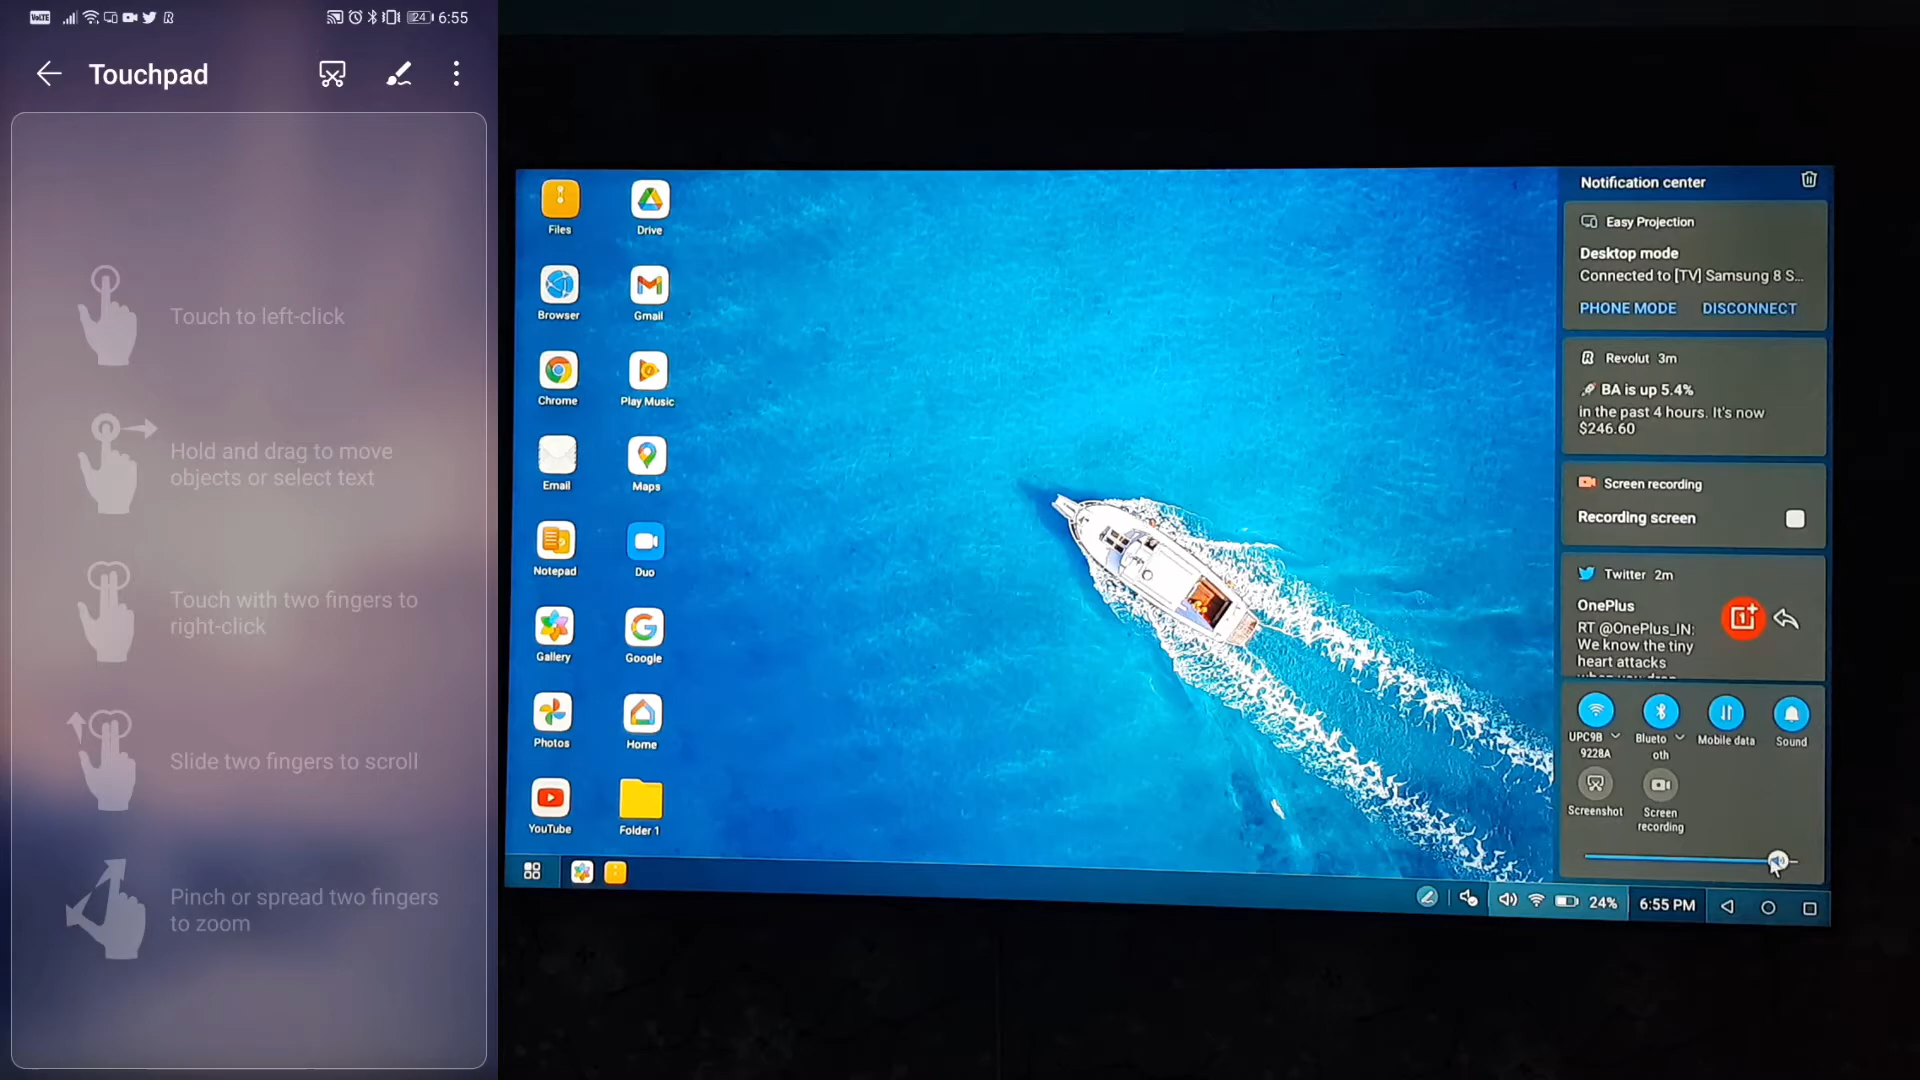 VoLTE
24
6:55
Touchpad
Touch to left-click
Hold and drag to move
objects or select text
Touch with two fingers to
right-click
Slide two fingers to scroll
Pinch or spread two fingers
to zoom
Files
Drive
Browser
Gmail
Chrome
Play Music
Email
Maps
Notepad
Duo
Gallery
Google
Photos
Home
YouTube
Folder 1
Notification center
Easy Projection
Desktop mode
Connected to [TV] Samsung 8 S...
PHONE MODE
DISCONNECT
Revolut 3m
BA is up 5.4%
in the past 4 hours. It's now
$246.60
Screen recording
Recording screen
Twitter 2m
OnePlus
RT @OnePlus_IN:
We know the tiny
heart attacks
UPC9B
9228A
Blueto
oth
Mobile data
Sound
Screenshot
Screen
recording
24%
6:55 PM